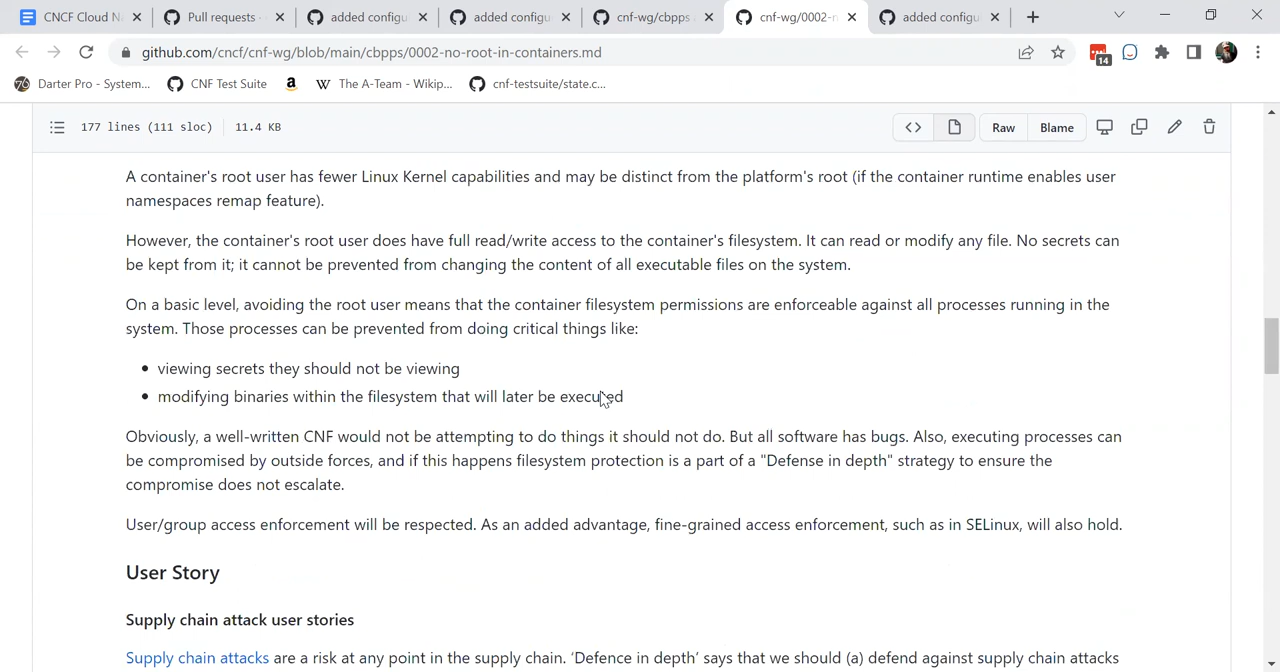 CNCF Cloud N
Pull requests ·
added configu
added configu
cnf-wg/cbpps
cnf-wg/0002-n
added configu
github.com/cncf/cnf-wg/blob/main/cbpps/0002-no-root-in-containers.md
14
76
Darter Pro - System...
CNF Test Suite
a
W
The A-Team - Wikip...
cnf-testsuite/state.c...
177 lines (111 sloc)
11.4 KB
Raw
Blame
A container's root user has fewer Linux Kernel capabilities and may be distinct from the platform's root (if the container runtime enables user
namespaces remap feature).
However, the container's root user does have full read/write access to the container's filesystem. It can read or modify any file. No secrets can
be kept from it; it cannot be prevented from changing the content of all executable files on the system.
On a basic level, avoiding the root user means that the container filesystem permissions are enforceable against all processes running in the
system. Those processes can be prevented from doing critical things like:
• viewing secrets they should not be viewing
• modifying binaries within the filesystem that will later be executed
Obviously, a well-written CNF would not be attempting to do things it should not do. But all software has bugs. Also, executing processes can
be compromised by outside forces, and if this happens filesystem protection is a part of a "Defense in depth" strategy to ensure the
compromise does not escalate.
User/group access enforcement will be respected. As an added advantage, fine-grained access enforcement, such as in SELinux, will also hold.
User Story
Supply chain attack user stories
Supply chain attacks are a risk at any point in the supply chain. 'Defence in depth' says that we should (a) defend against supply chain attacks